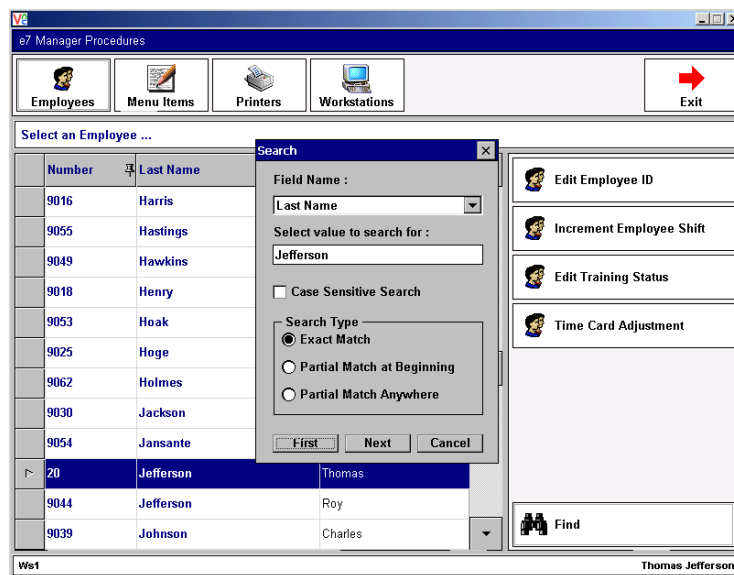 e7 Manager Procedures
Employees
Menu Items
Printers
Workstations
Exit
Select an Employee ...
Number Last Name
9016 Harris
9055 Hastings
9049 Hawkins
9018 Henry
9053 Hoak
9025 Hoge
9062 Holmes
9030 Jackson
9054 Jansante
20 Jefferson Thomas
9044 Jefferson Roy
9039 Johnson Charles
Search
Field Name :
Last Name
Select value to search for :
Jefferson
Case Sensitive Search
Search Type
Exact Match
Partial Match at Beginning
Partial Match Anywhere
First Next Cancel
Edit Employee ID
Increment Employee Shift
Edit Training Status
Time Card Adjustment
Find
Ws1 Thomas Jefferson